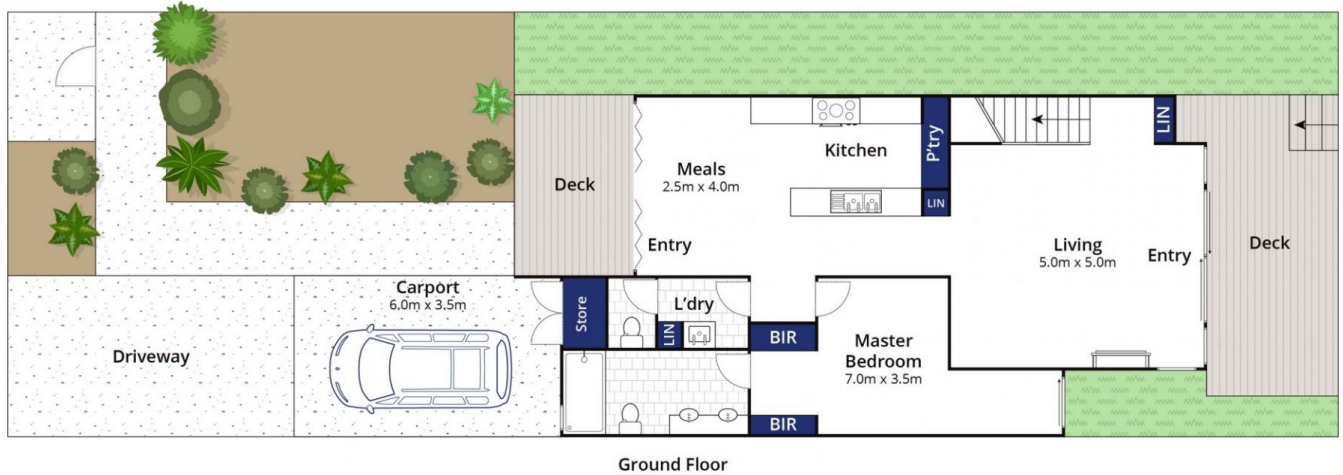 Deck
Meals
2.5m x 4.0m
Entry
Kitchen
P'try
LIN
LIN
Living
5.0m x 5.0m
Entry
Deck
Driveway
Carport
6.0m x 3.5m
Store
L'dry
LIN
BIR
Master
Bedroom
7.0m x 3.5m
BIR
Ground Floor